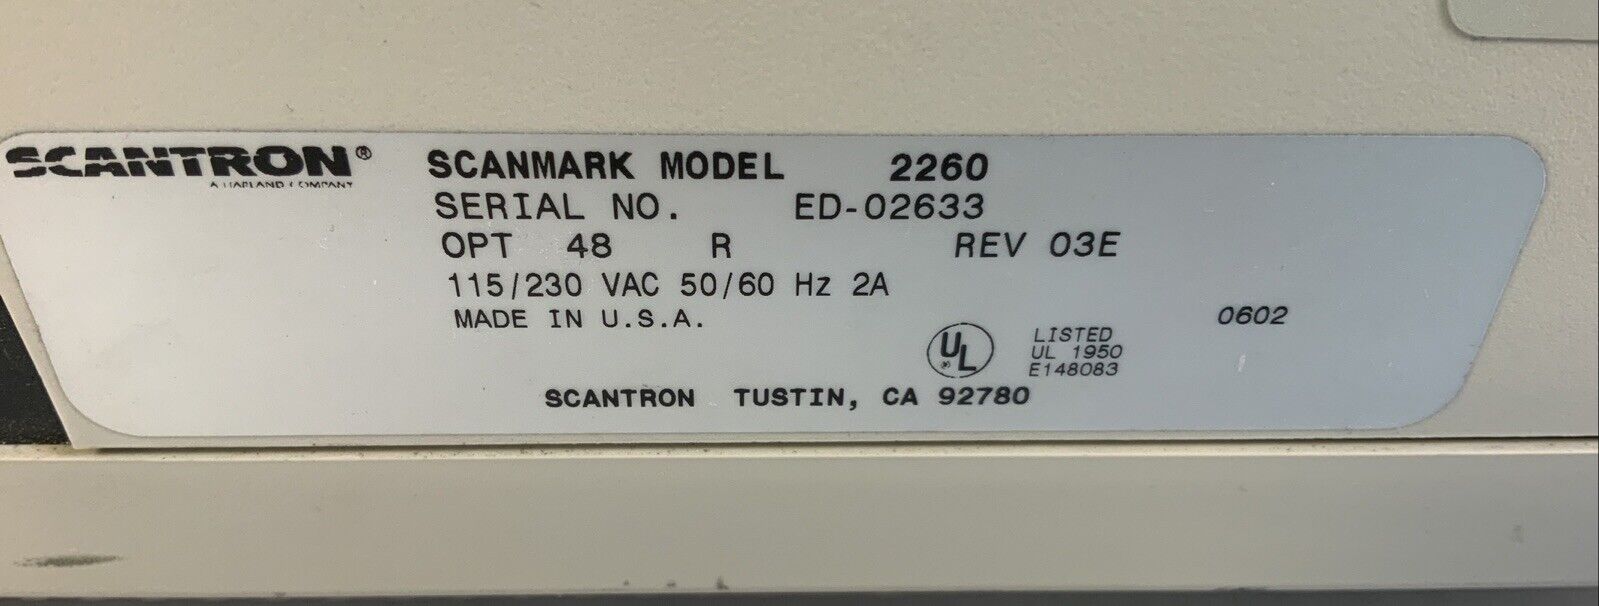 SCANTRON®
A HARLAND COMPANY
SCANMARK MODEL 2260
SERIAL NO. ED-02633
OPT 48 R REV 03E
115/230 VAC 50/60 Hz 2A
MADE IN U.S.A.
0602
UL®
LISTED
UL 1950
E148083
SCANTRON TUSTIN, CA 92780